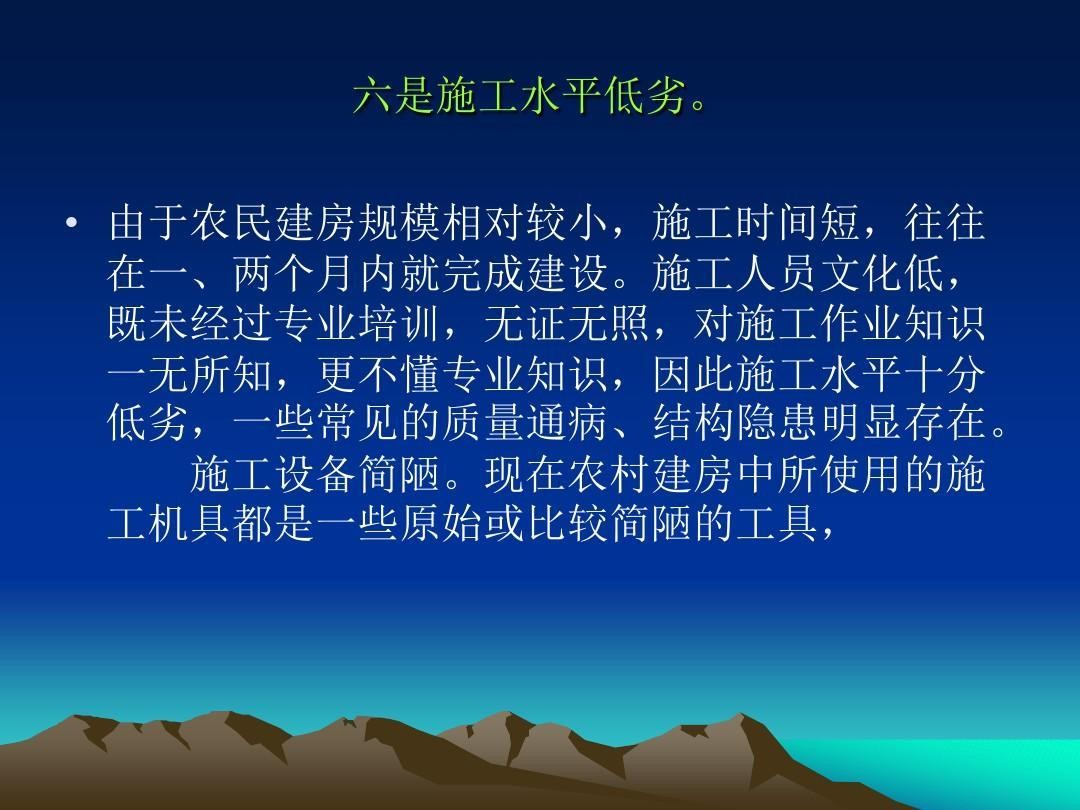 六是施工水平低劣。
• 由于农民建房规模相对较小，施工时间短，往往
在一、两个月内就完成建设。施工人员文化低，
既未经过专业培训，无证无照，对施工作业知识
一无所知，更不懂专业知识，因此施工水平十分
低劣，一些常见的质量通病、结构隐患明显存在。
施工设备简陋。现在农村建房中所使用的施
工机具都是一些原始或比较简陋的工具，